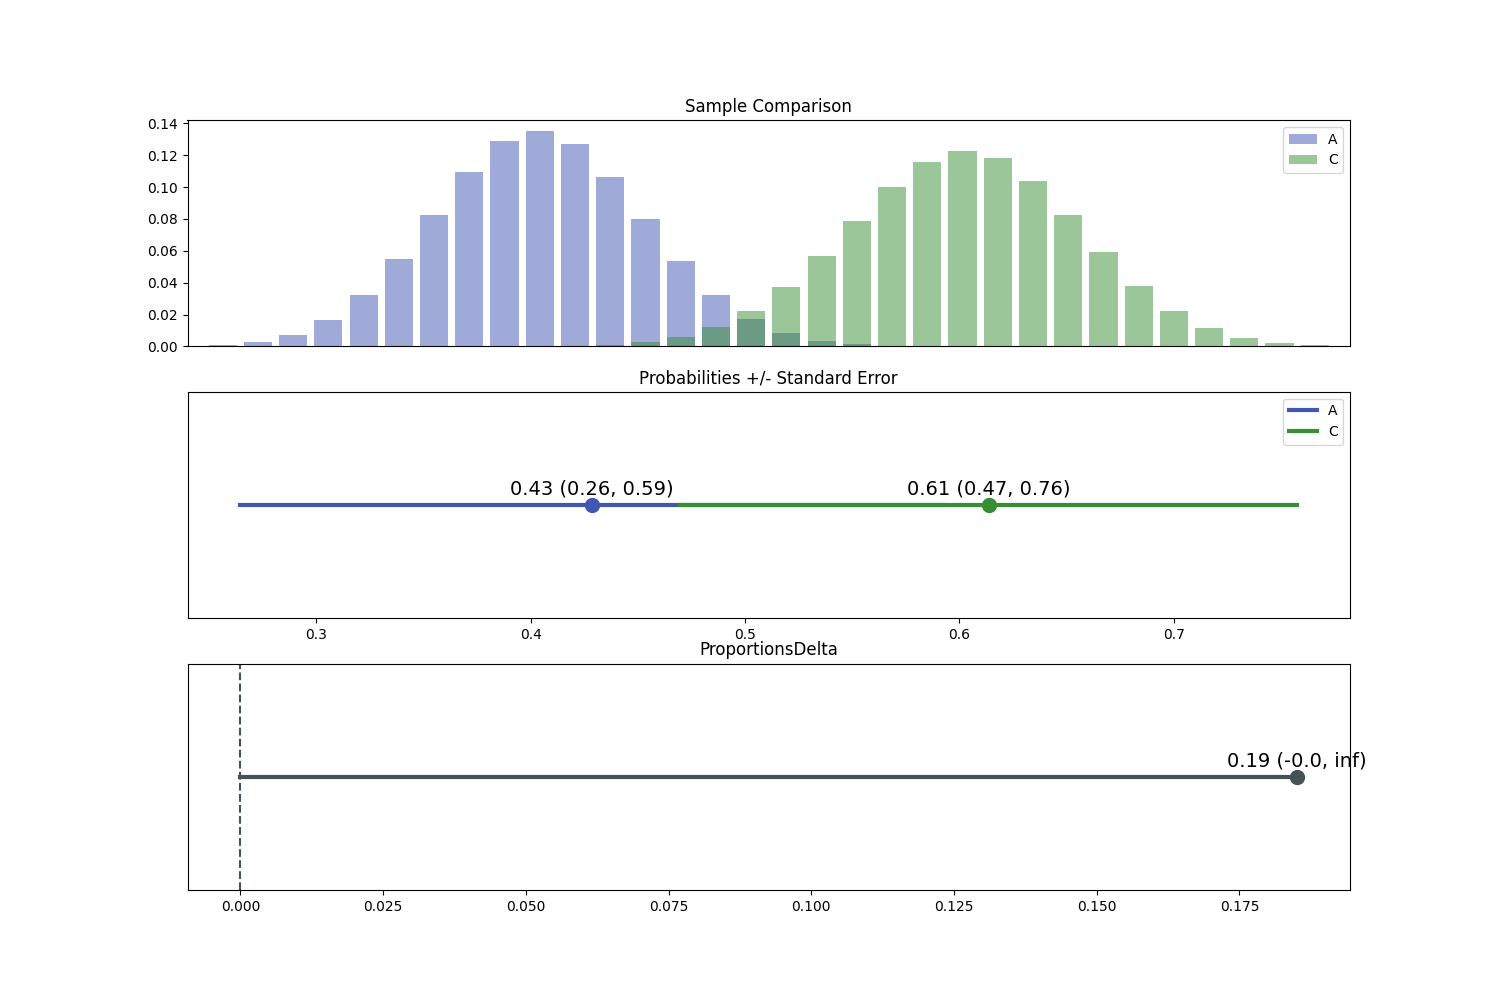 Sample Comparison
0.14
0.12
0.10
0.08
0.06
0.04
0.02
0.00
A
C
Probabilities +/- Standard Error
A
C
0.43 (0.26, 0.59)
0.61 (0.47, 0.76)
0.3
0.4
0.5
0.6
0.7
ProportionsDelta
0.19 (-0.0, inf)
0.000
0.025
0.050
0.075
0.100
0.125
0.150
0.175